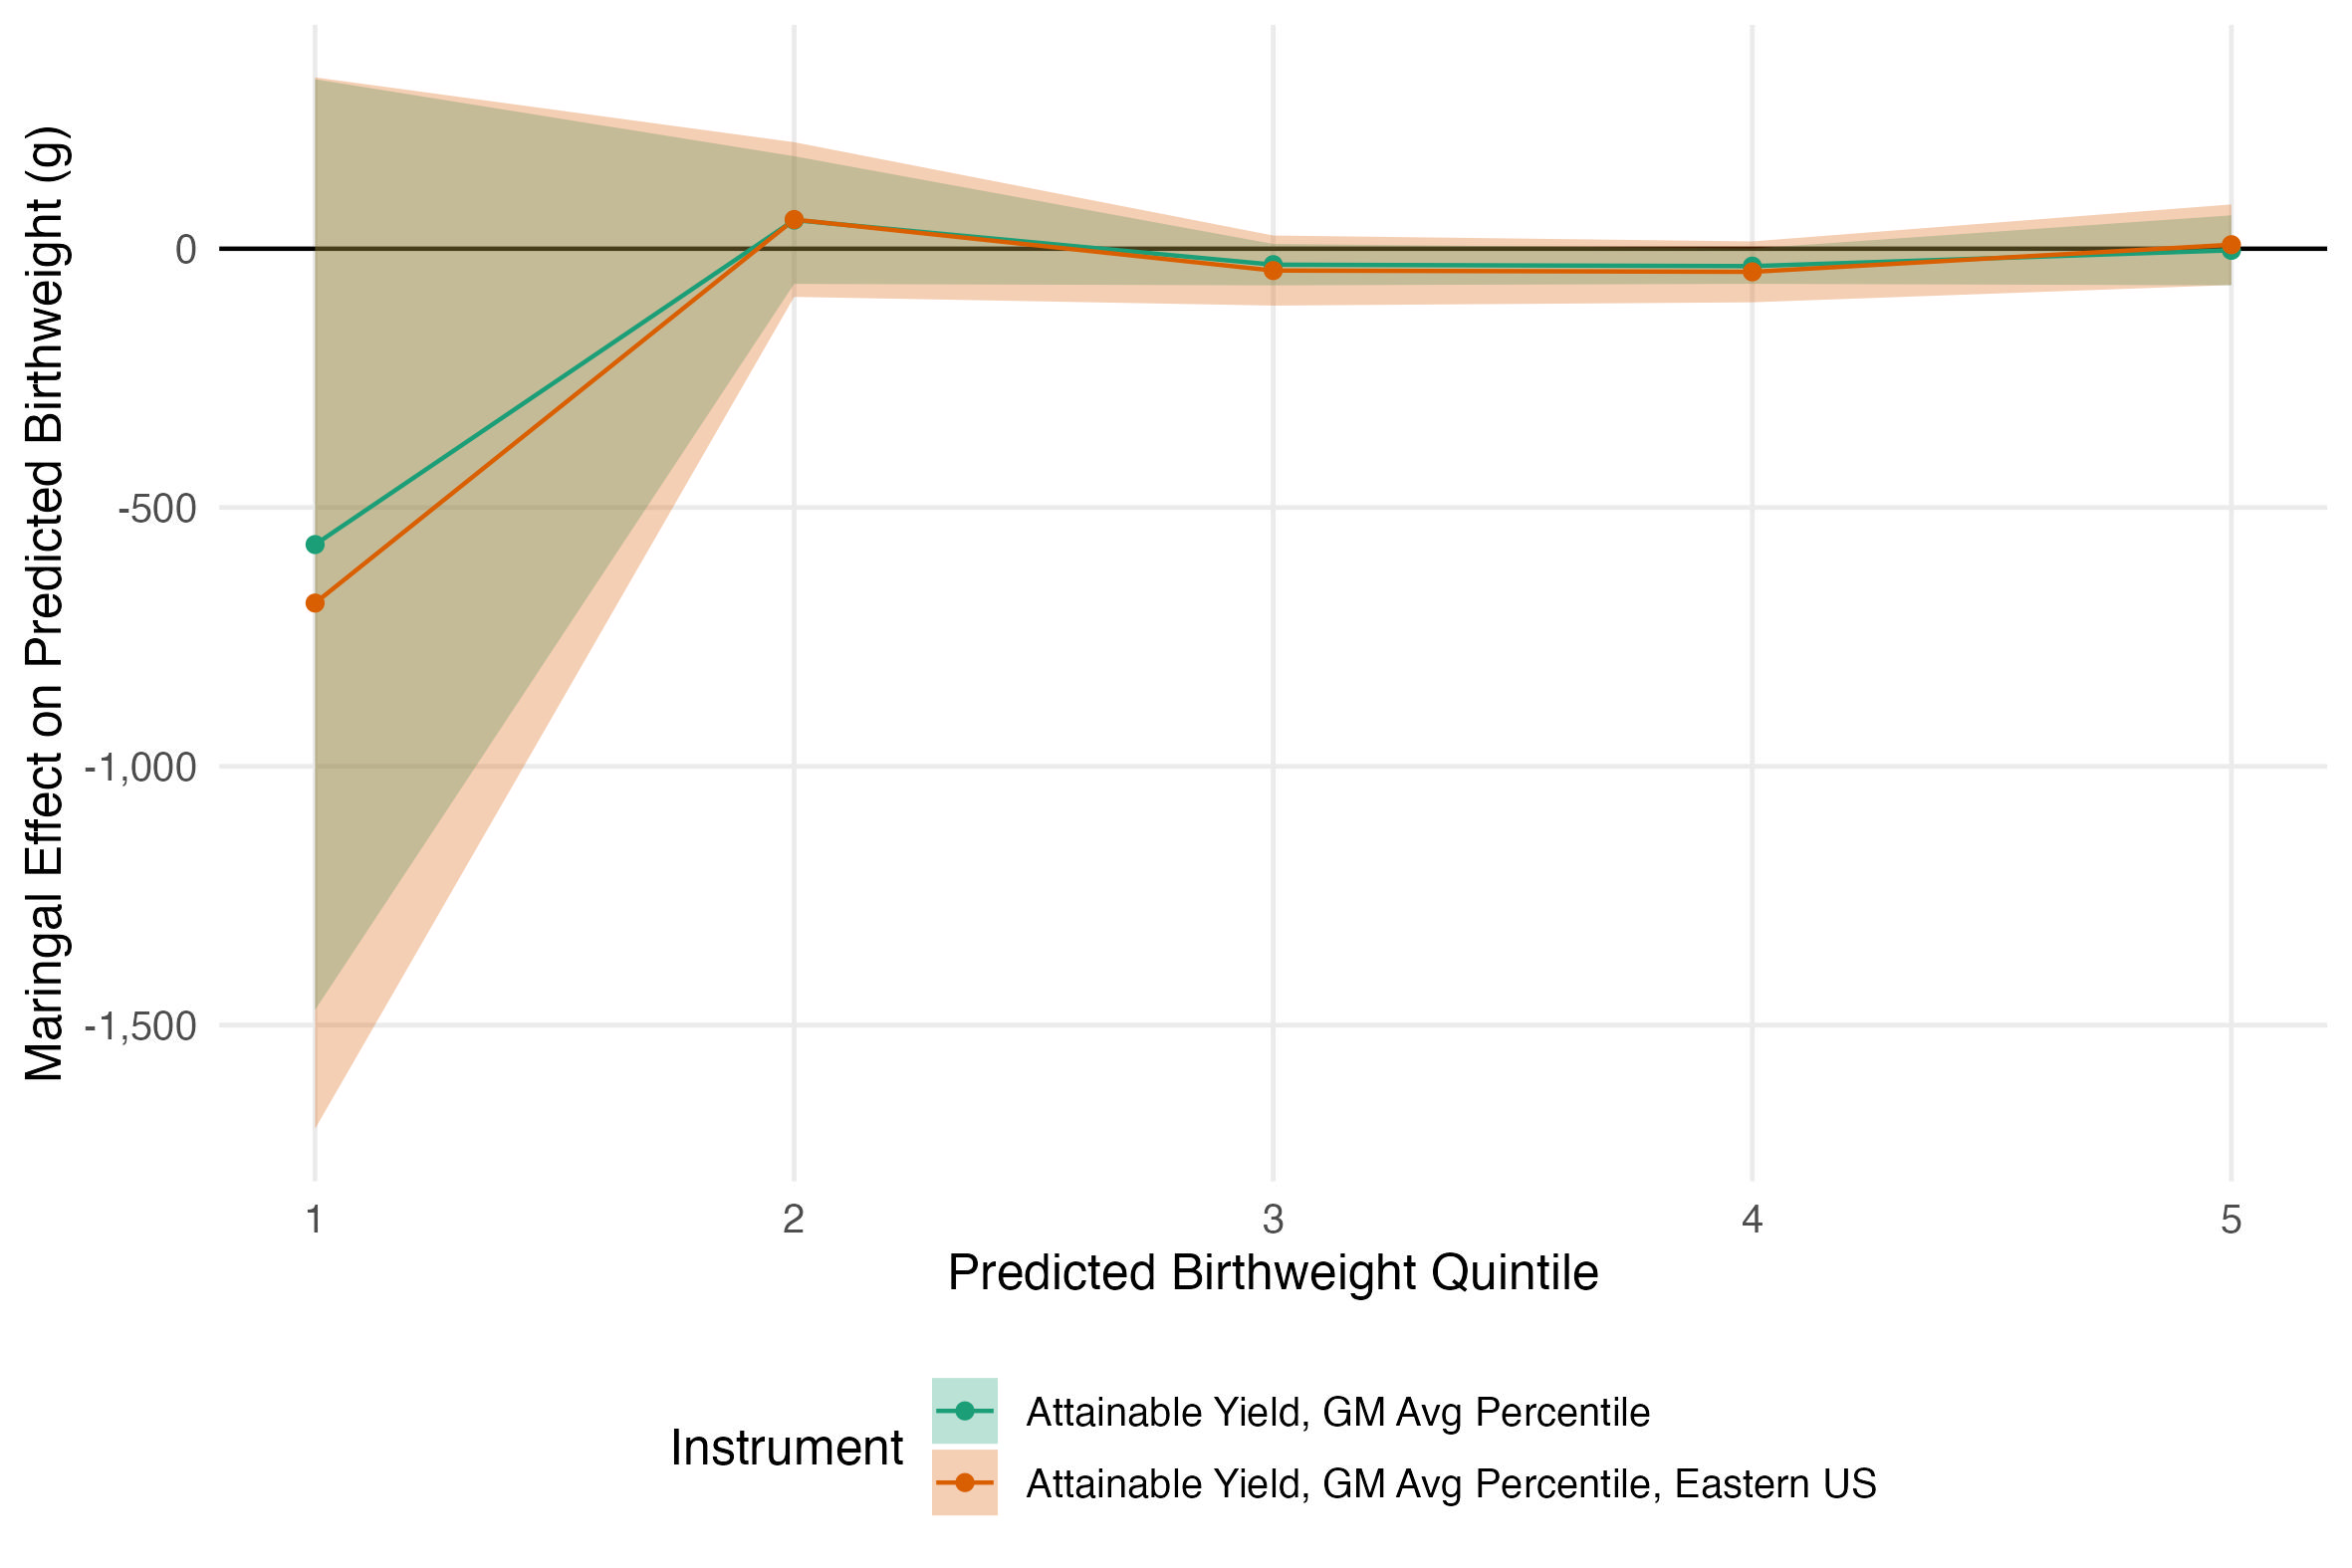 Maringal Effect on Predicted Birthweight (g)
0
-500
-1,000
-1,500
1 2 3 4 5
Predicted Birthweight Quintile
Instrument
Attainable Yield, GM Avg Percentile
Attainable Yield, GM Avg Percentile, Eastern US